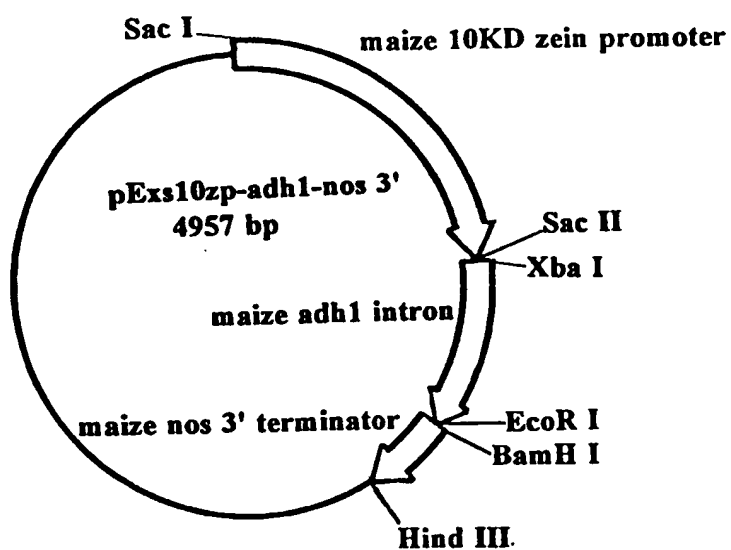 Sac I
maize 10KD zein promoter
pExs10zp-adh1-nos 3'
4957 bp
Sac II
Xba I
maize adh1 intron
maize nos 3' terminator
EcoR I
BamH I
Hind III.